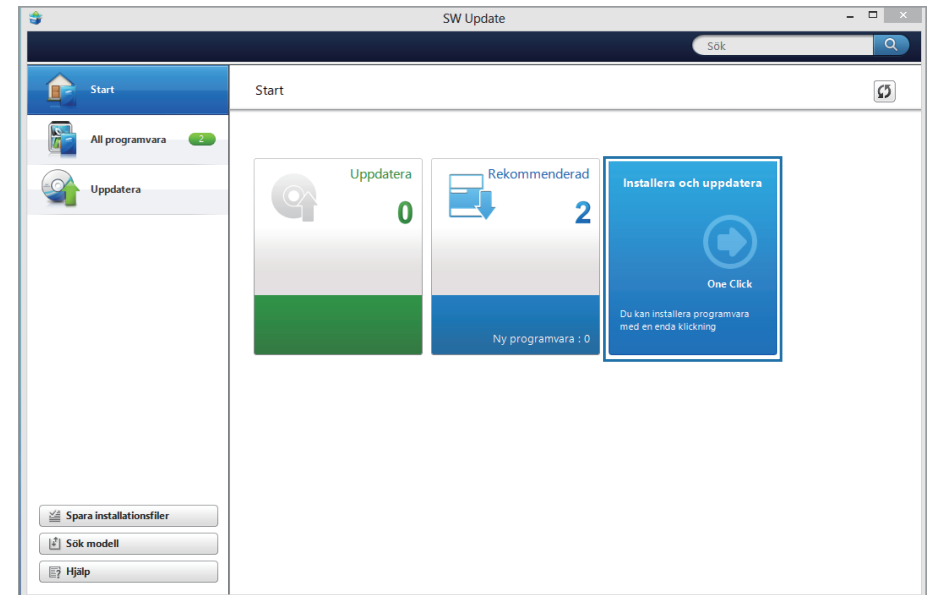 SW Update
Sök
Start
Start
All programvara 2
Uppdatera
Uppdatera
0
Rekommenderad
2
Ny programvara : 0
Installera och uppdatera
One Click
Du kan installera programvara
med en enda klickning
Spara installationsfiler
Sök modell
Hjälp